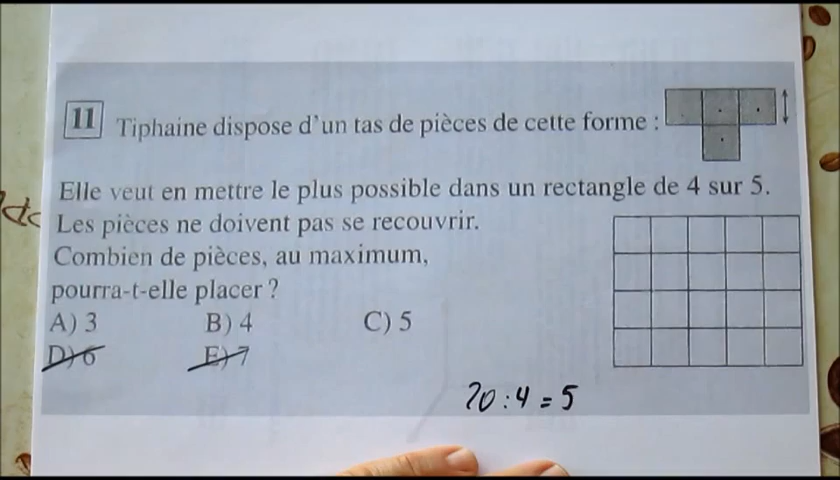 11 Tiphaine dispose d'un tas de pièces de cette forme :
Elle veut en mettre le plus possible dans un rectangle de 4 sur 5.
Les pièces ne doivent pas se recouvrir.
Combien de pièces, au maximum,
pourra-t-elle placer ?
A) 3 B) 4 C) 5
D) 6 E) 7
20 : 4 = 5